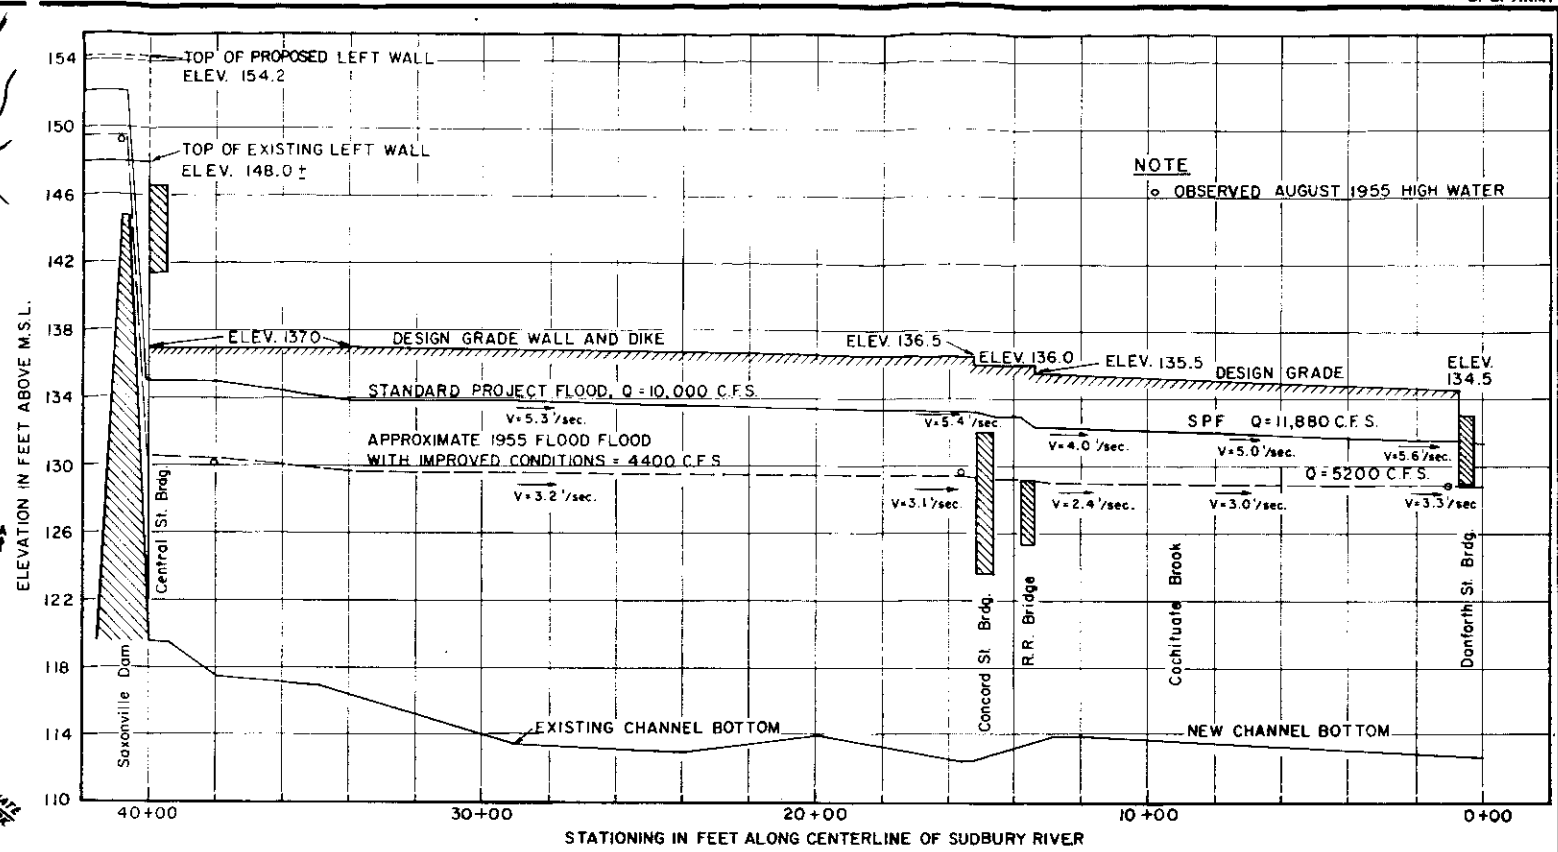 154
TOP OF PROPOSED LEFT WALL
ELEV. 154.2
150
TOP OF EXISTING LEFT WALL
ELEV. 148.0 ±
NOTE
o OBSERVED AUGUST 1955 HIGH WATER
146
142
138
ELEV. 137.0
DESIGN GRADE WALL AND DIKE
ELEV. 136.5
ELEV. 136.0
ELEV. 135.5
DESIGN GRADE
ELEV.
134.5
134
STANDARD PROJECT FLOOD, Q = 10,000 C.F.S.
V=5.3'/sec.
V=5.4'/sec.
SPF Q=11,880 C.F.S.
V=4.0'/sec.
V=5.0'/sec.
V=5.6'/sec.
APPROXIMATE 1955 FLOOD FLOOD
WITH IMPROVED CONDITIONS = 4400 C.F.S
130
Q=5200 C.F.S.
V=3.2'/sec.
V=3.1'/sec.
V=2.4'/sec.
V=3.0'/sec.
V=3.3'/sec.
126
122
118
114
110
ELEVATION IN FEET ABOVE M.S.L.
Saxonville Dam
Central St. Brdg.
Concord St. Brdg.
R.R. Bridge
Cochituate Brook
Danforth St. Brdg.
EXISTING CHANNEL BOTTOM
NEW CHANNEL BOTTOM
40+00
30+00
20+00
10+00
0+00
STATIONING IN FEET ALONG CENTERLINE OF SUDBURY RIVER